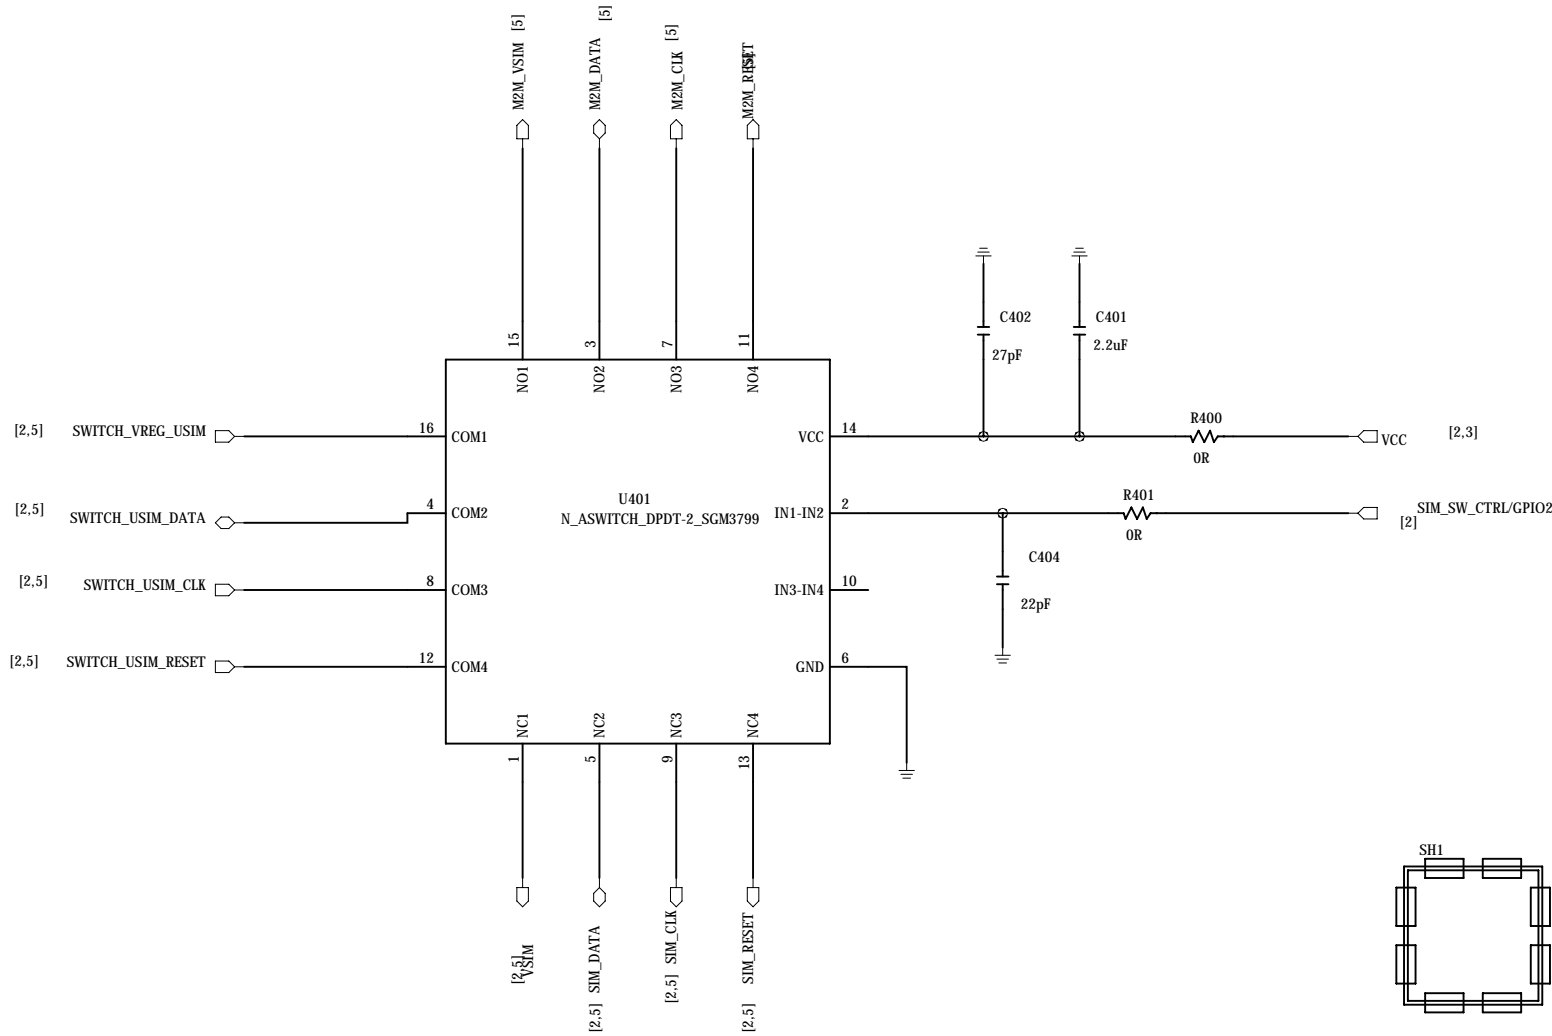 M2M_VSIM [5]
M2M_DATA [5]
M2M_CLK [5]
M2M_RESET
15
3
7
11
NO1
NO2
NO3
NO4
C402
27pF
C401
2.2uF
[2,5] SWITCH_VREG_USIM
16
COM1
VCC
14
R400
0R
VCC
[2,3]
[2,5] SWITCH_USIM_DATA
4
COM2
U401
N_ASWITCH_DPDT-2_SGM3799
IN1-IN2
2
R401
0R
[2] SIM_SW_CTRL/GPIO2
C404
22pF
[2,5] SWITCH_USIM_CLK
8
COM3
IN3-IN4
10
[2,5] SWITCH_USIM_RESET
12
COM4
GND
6
NC1
NC2
NC3
NC4
1
5
9
13
[2,5] VSIM
[2,5] SIM_DATA
[2,5] SIM_CLK
[2,5] SIM_RESET
SH1